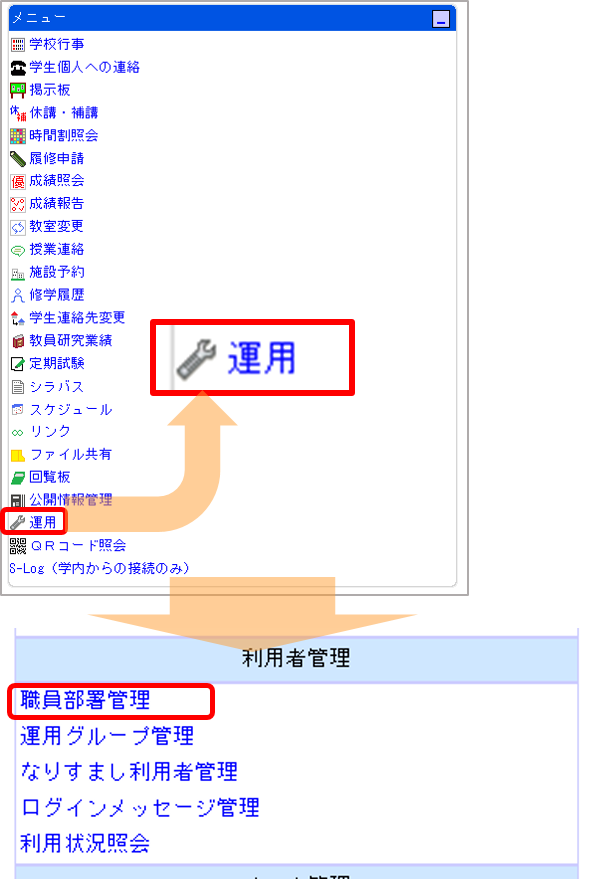 メニュー
学校行事
学生個人への連絡
掲示板
休講・補講
時間割照会
履修申請
優 成績照会
成績報告
教室変更
授業連絡
施設予約
修学履歴
学生連絡先変更
教員研究業績
定期試験
シラバス
スケジュール
リンク
ファイル共有
回覧板
公開情報管理
運用
QRコード照会
S-Log（学内からの接続のみ）
運用
利用者管理
職員部署管理
運用グループ管理
なりすまし利用者管理
ログインメッセージ管理
利用状況照会